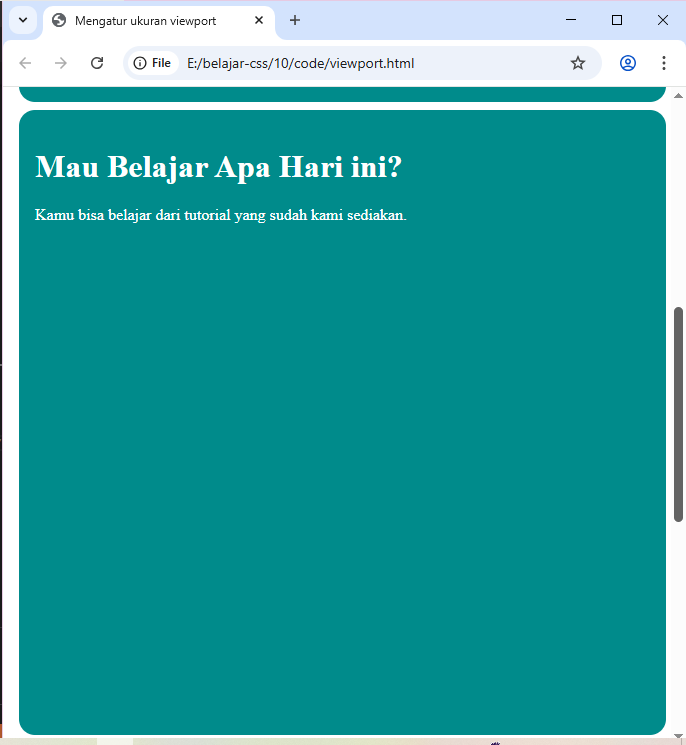 Mengatur ukuran viewport
File E:/belajar-css/10/code/viewport.html
Mau Belajar Apa Hari ini?
Kamu bisa belajar dari tutorial yang sudah kami sediakan.